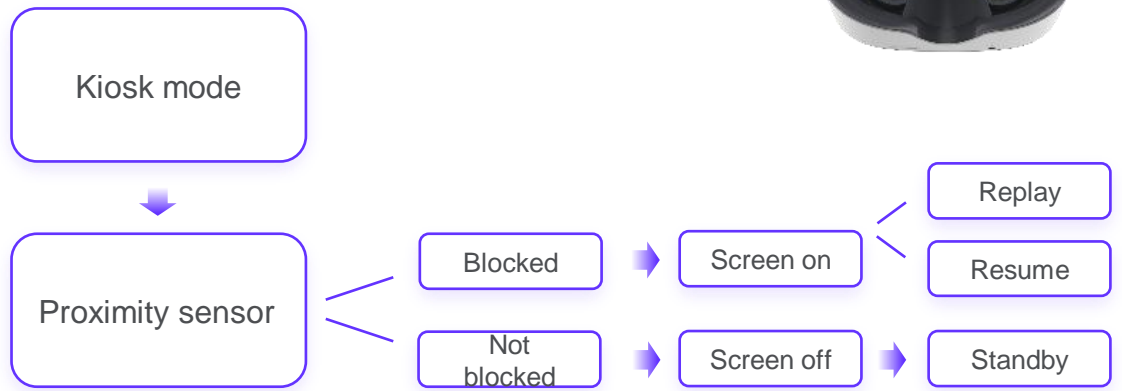 Kiosk mode
Proximity sensor
Blocked
Screen on
Replay
Resume
Not
blocked
Screen off
Standby